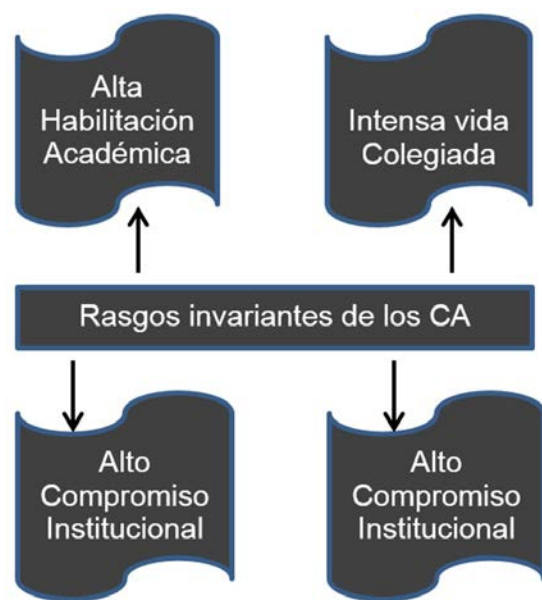 Alta
Habilitación
Académica
Intensa vida
Colegiada
Rasgos invariantes de los CA
Alto
Compromiso
Institucional
Alto
Compromiso
Institucional